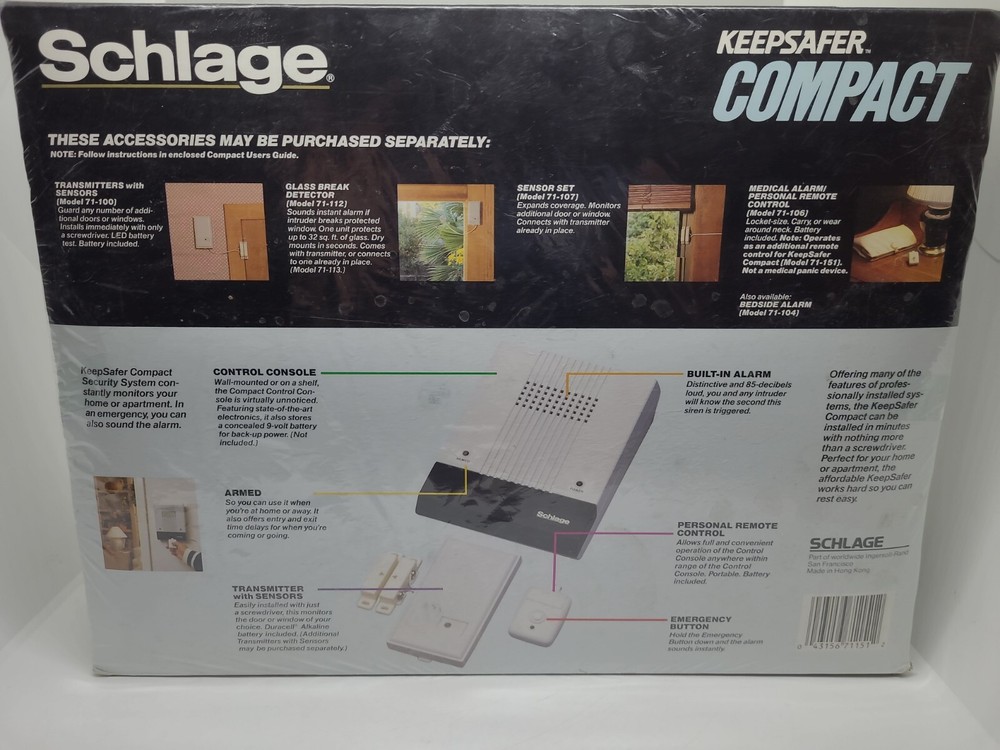 Schlage®
KEEPSAFER™
COMPACT
THESE ACCESSORIES MAY BE PURCHASED SEPARATELY:
NOTE: Follow instructions in enclosed Compact Users Guide.
TRANSMITTERS with
SENSORS
(Model 71-100)
Guard any number of addi-
tional doors or windows.
Installs immediately with only
a screwdriver. LED battery
test. Battery included.
GLASS BREAK
DETECTOR
(Model 71-112)
Sounds instant alarm if
intruder breaks protected
window. One unit protects
up to 32 sq. ft. of glass. Dry
mounts in seconds. Comes
with transmitter, or connects
to one already in place.
(Model 71-113.)
SENSOR SET
(Model 71-107)
Expands coverage. Monitors
additional door or window.
Connects with transmitter
already in place.
MEDICAL ALARM/
PERSONAL REMOTE
CONTROL
(Model 71-106)
Locket-size. Carry, or wear
around neck. Battery
included. Note: Operates
as an additional remote
control for KeepSafer
Compact (Model 71-151).
Not a medical panic device.
Also available:
BEDSIDE ALARM
(Model 71-104)
KeepSafer Compact
Security System con-
stantly monitors your
home or apartment. In
an emergency, you can
also sound the alarm.
CONTROL CONSOLE
Wall-mounted or on a shelf,
the Compact Control Con-
sole is virtually unnoticed.
Featuring state-of-the-art
electronics, it also stores
a concealed 9-volt battery
for back-up power. (Not
included.)
BUILT-IN ALARM
Distinctive and 85-decibels
loud, you and any intruder
will know the second this
siren is triggered.
Offering many of the
features of profes-
sionally installed sys-
tems, the KeepSafer
Compact can be
installed in minutes
with nothing more
than a screwdriver.
Perfect for your home
or apartment, the
affordable KeepSafer
works hard so you can
rest easy.
ARMED
So you can use it when
you're at home or away. It
also offers entry and exit
time delays for when you're
coming or going.
Schlage
PERSONAL REMOTE
CONTROL
Allows full and convenient
operation of the Control
Console anywhere within
range of the Control
Console. Portable. Battery
included.
SCHLAGE
Part of worldwide Ingersoll-Rand
San Francisco
Made in Hong Kong
TRANSMITTER
with SENSORS
Easily installed with just
a screwdriver, this monitors
the door or window of your
choice. Duracell® Alkaline
battery included. (Additional
Transmitters with Sensors
may be purchased separately.)
EMERGENCY
BUTTON
Hold the Emergency
Button down and the alarm
sounds instantly.
0 43156 71151 2